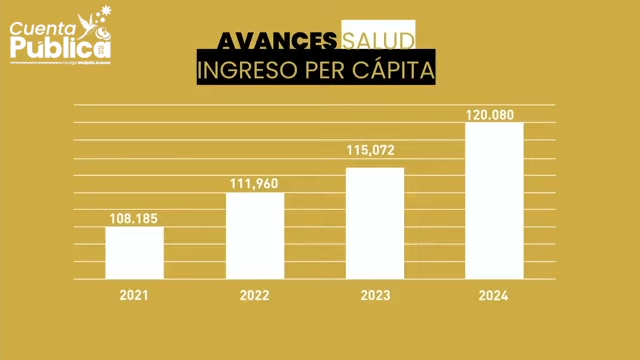 Cuenta
Pública
AVANCES SALUD
INGRESO PER CÁPITA
120.080
115,072
111,960
108.185
2021
2022
2023
2024